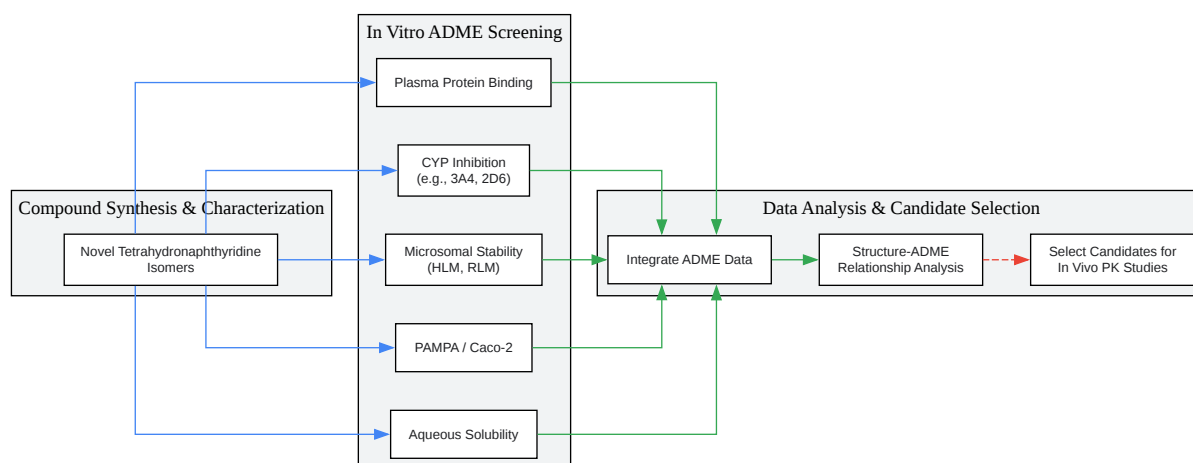 In Vitro ADME Screening
Plasma Protein Binding
CYP Inhibition
(e.g., 3A4, 2D6)
Compound Synthesis & Characterization
Novel Tetrahydronaphthyridine
Isomers
Microsomal Stability
(HLM, RLM)
PAMPA / Caco-2
Aqueous Solubility
Data Analysis & Candidate Selection
Integrate ADME Data
Structure-ADME
Relationship Analysis
Select Candidates for
In Vivo PK Studies